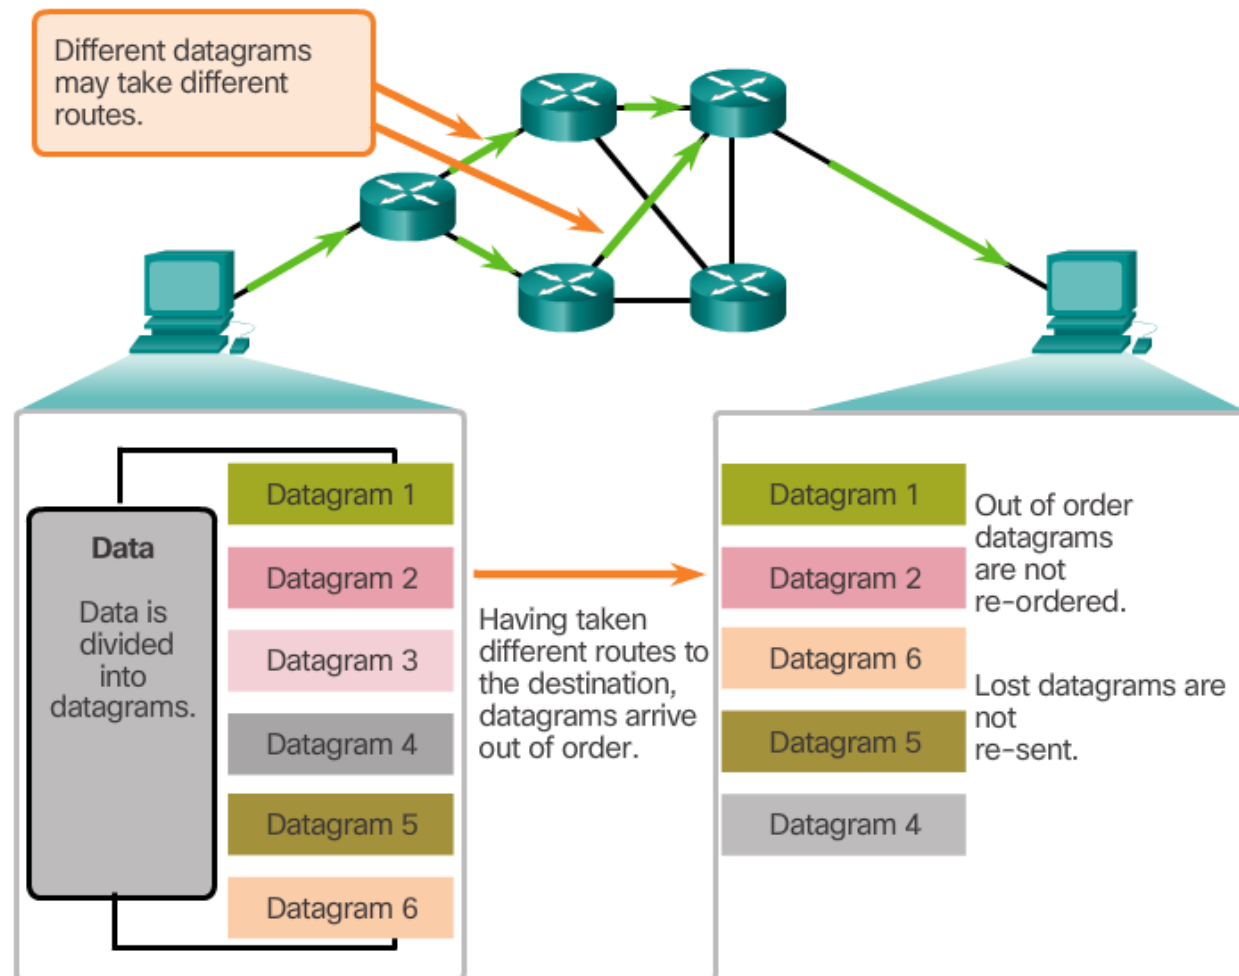 Different datagrams
may take different
routes.
Data
Data is
divided
into
datagrams.
Datagram 1
Datagram 2
Datagram 3
Datagram 4
Datagram 5
Datagram 6
Having taken
different routes to
the destination,
datagrams arrive
out of order.
Datagram 1
Datagram 2
Datagram 6
Datagram 5
Datagram 4
Out of order
datagrams
are not
re-ordered.
Lost datagrams are
not
re-sent.